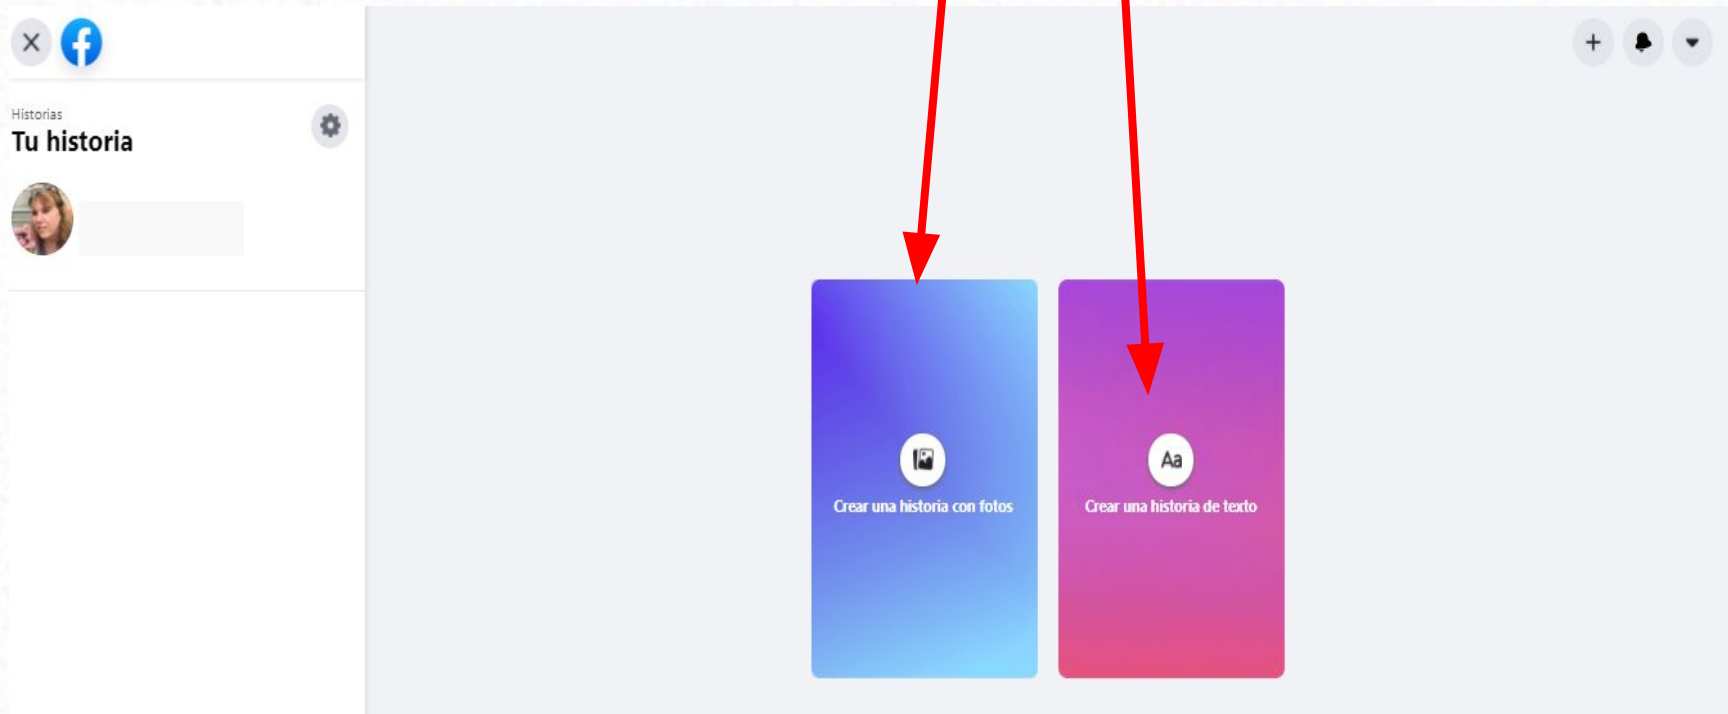 Historias
Tu historia
Crear una historia con fotos
Aa
Crear una historia de texto